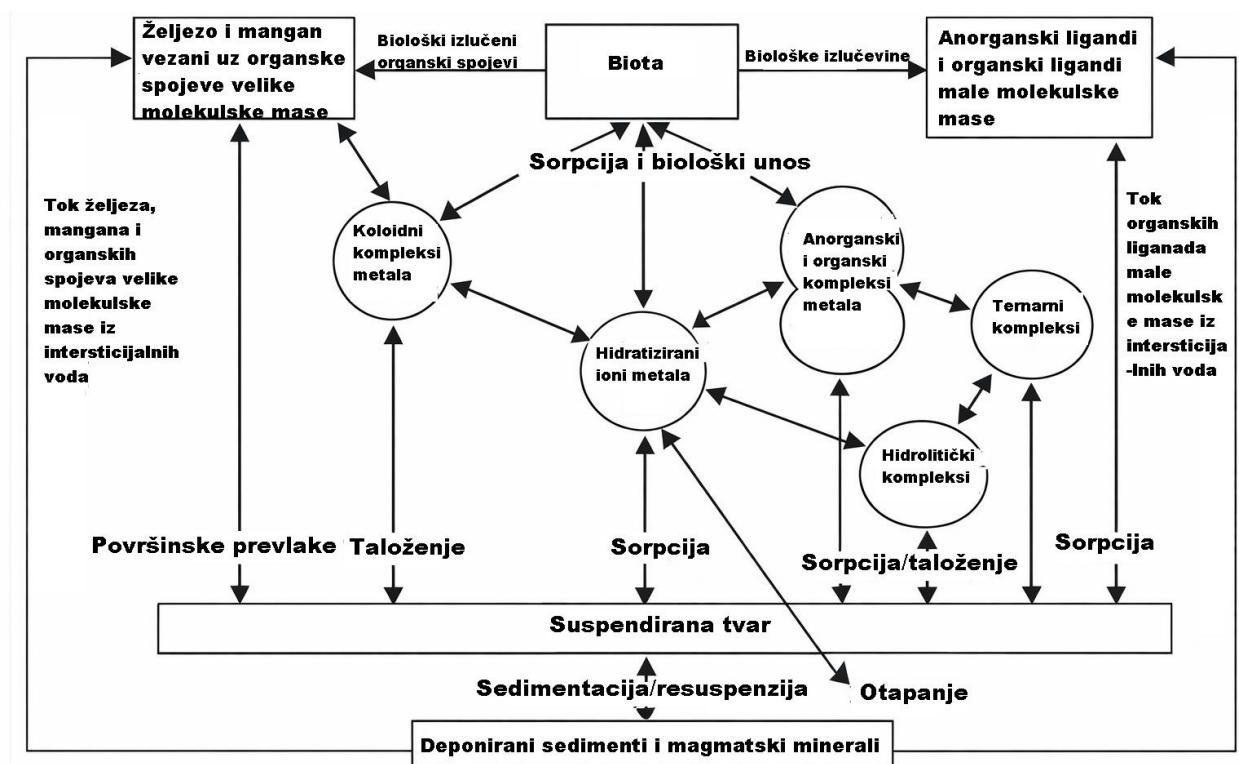 Željezo i mangan
vezani uz organske
spojeve velike
molekulske mase
Biološki izlučeni
organski spojevi
Biota
Biološke izlučevine
Anorganski ligandi
i organski ligandi
male molekulske
mase
Sorpcija i biološki unos
Tok željeza,
mangana i
organskih
spojeva velike
molekulske
mase iz
intersticijalnih
voda
Koloidni
kompleksi
metala
Anorganski
i organski
kompleksi
metala
Ternarni
kompleksi
Tok
organskih
liganada
male
molekulsk
e mase iz
intersticija
-lnih voda
Hidratizirani
ioni metala
Hidrolitički
kompleksi
Površinske prevlake
Taloženje
Sorpcija
Sorpcija/taloženje
Sorpcija
Suspendirana tvar
Sedimentacija/resuspenzija
Otapanje
Deponirani sedimenti i magmatski minerali